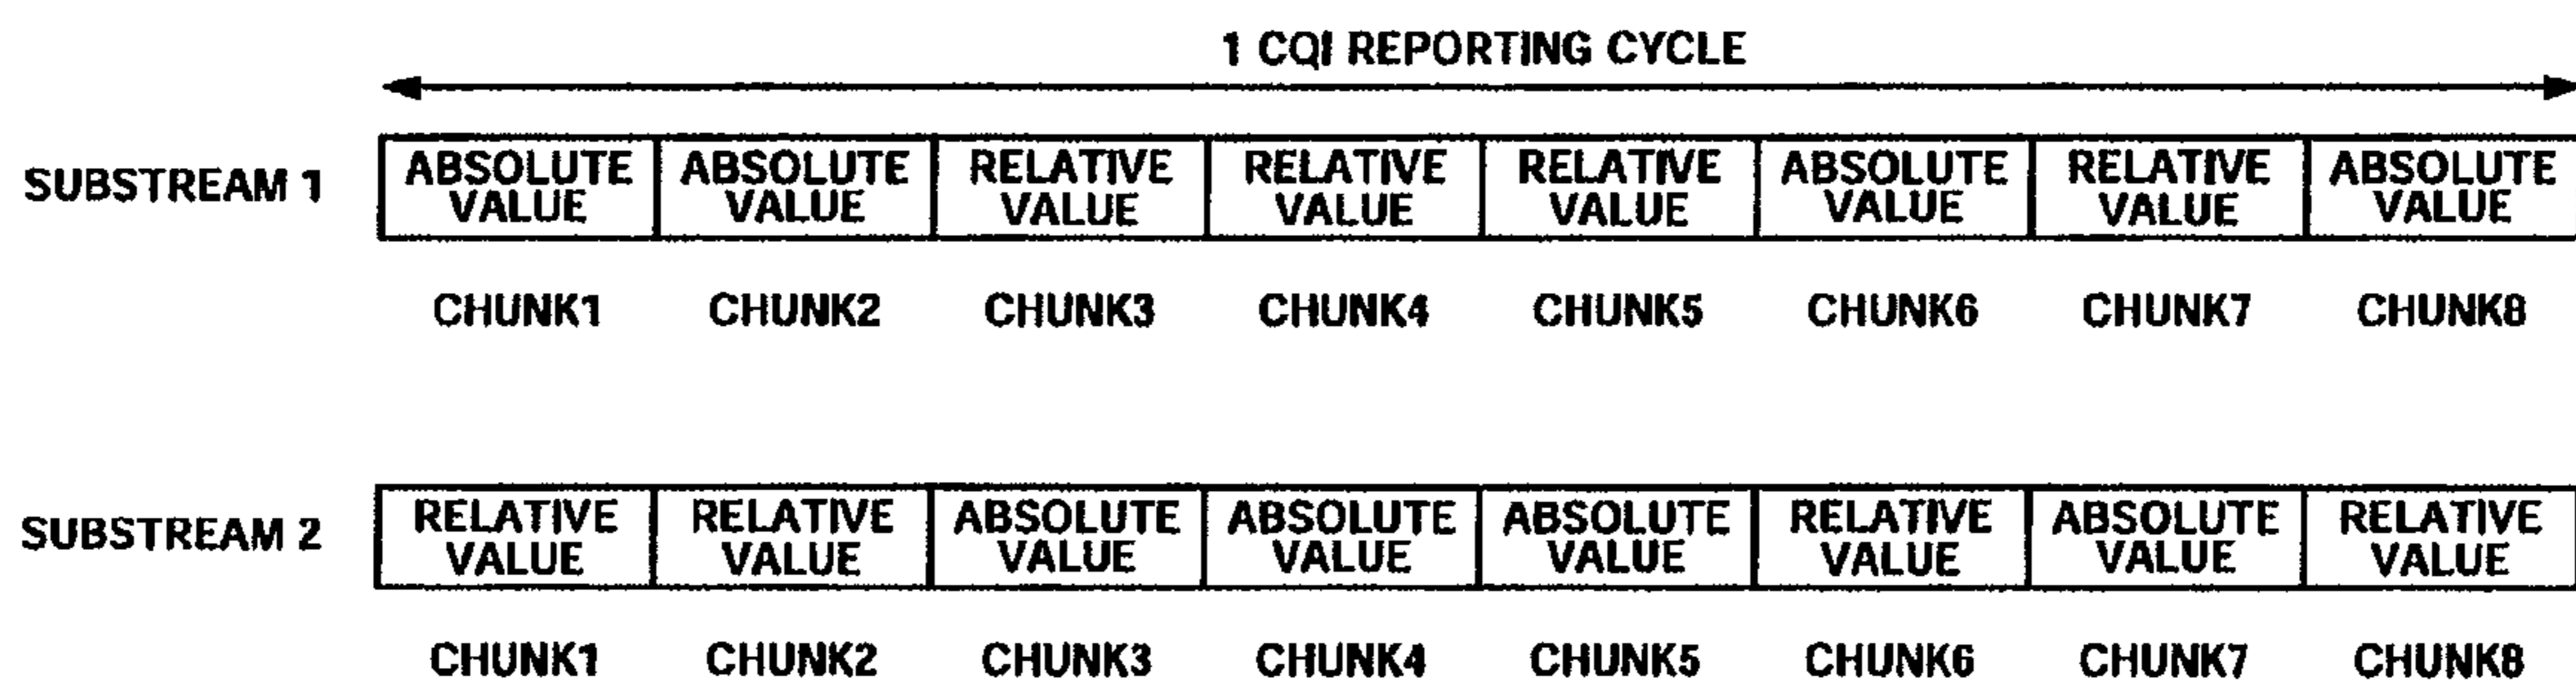 1 CQI REPORTING CYCLE
SUBSTREAM 1
ABSOLUTE VALUE
ABSOLUTE VALUE
RELATIVE VALUE
RELATIVE VALUE
RELATIVE VALUE
ABSOLUTE VALUE
RELATIVE VALUE
ABSOLUTE VALUE
CHUNK1 CHUNK2 CHUNK3 CHUNK4 CHUNK5 CHUNK6 CHUNK7 CHUNK8
SUBSTREAM 2
RELATIVE VALUE
RELATIVE VALUE
ABSOLUTE VALUE
ABSOLUTE VALUE
ABSOLUTE VALUE
RELATIVE VALUE
ABSOLUTE VALUE
RELATIVE VALUE
CHUNK1 CHUNK2 CHUNK3 CHUNK4 CHUNK5 CHUNK6 CHUNK7 CHUNK8